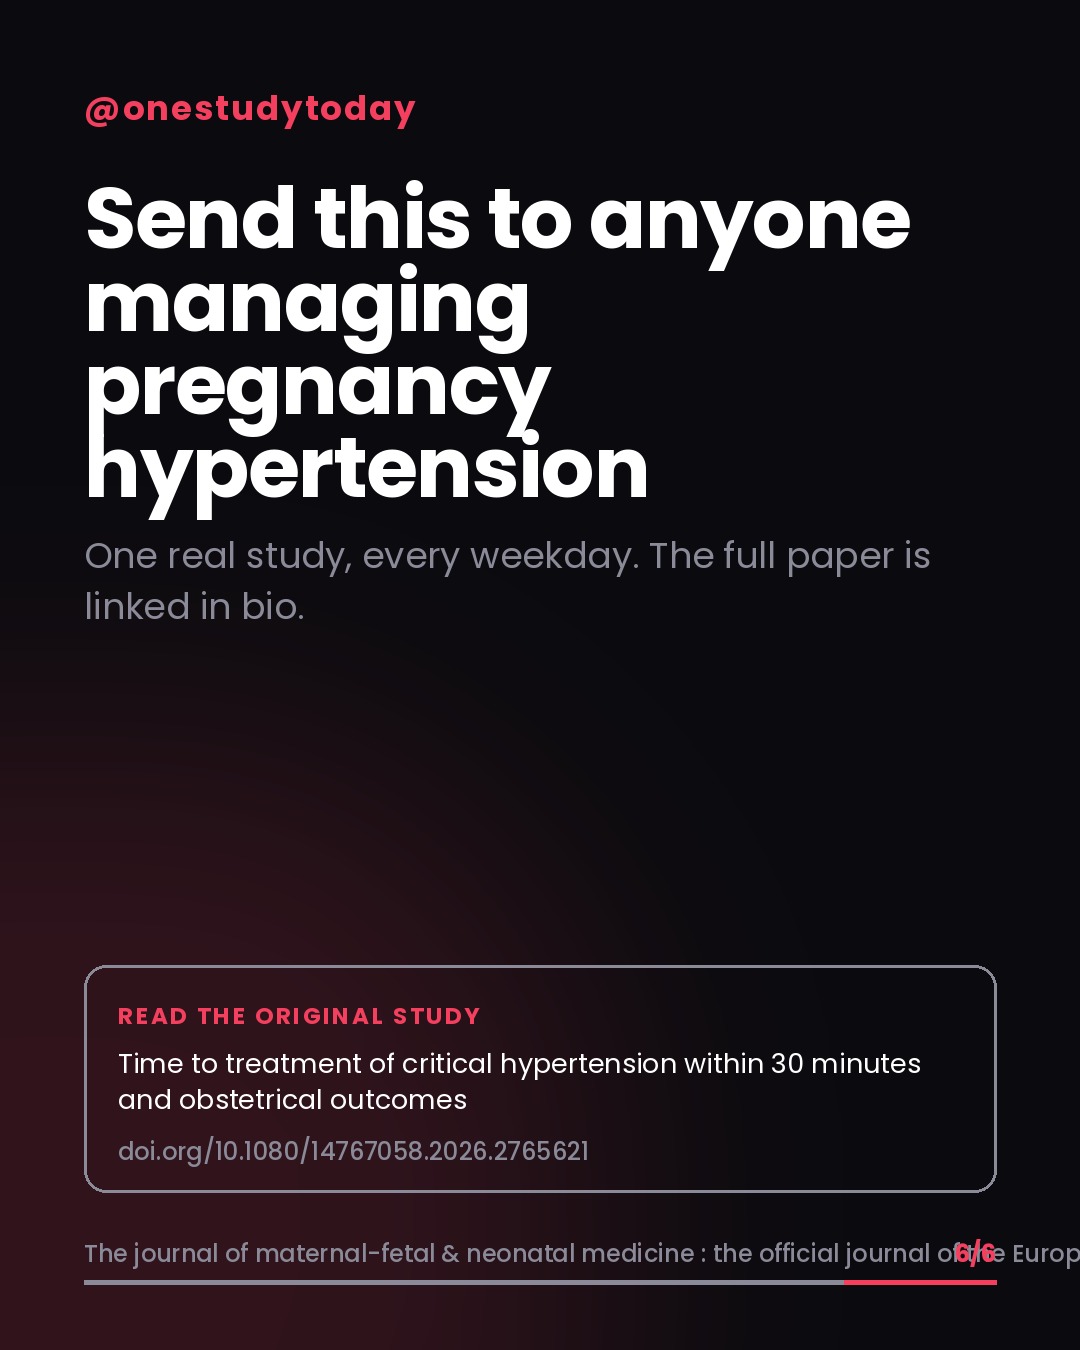 @onestudytoday
Send this to anyone
managing
pregnancy
hypertension
One real study, every weekday. The full paper is
linked in bio.
READ THE ORIGINAL STUDY
Time to treatment of critical hypertension within 30 minutes
and obstetrical outcomes
doi.org/10.1080/14767058.2026.2765621
The journal of maternal-fetal & neonatal medicine : the official journal of the Europ
6/6